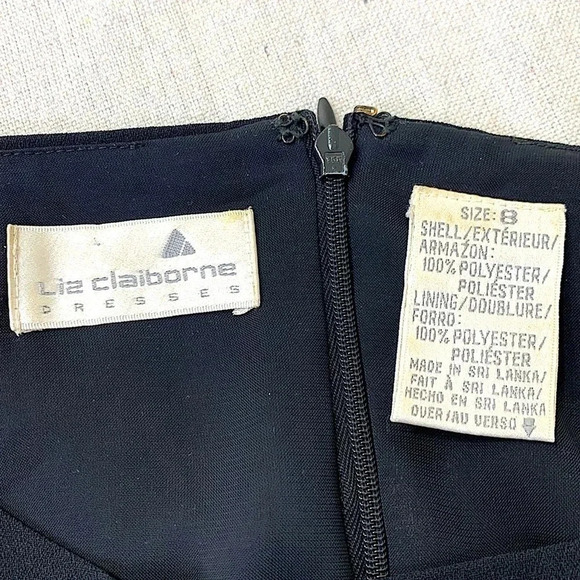 Liz claiborne
DRESSES
SIZE: 8
SHELL/EXTÉRIEUR/
ARMAZÓN:
100% POLYESTER/
POLIÉSTER
LINING/DOUBLURE/
FORRO:
100% POLYESTER/
POLIÉSTER
MADE IN SRI LANKA/
FAIT À SRI LANKA/
HECHO EN SRI LANKA
OVER/AU VERSO